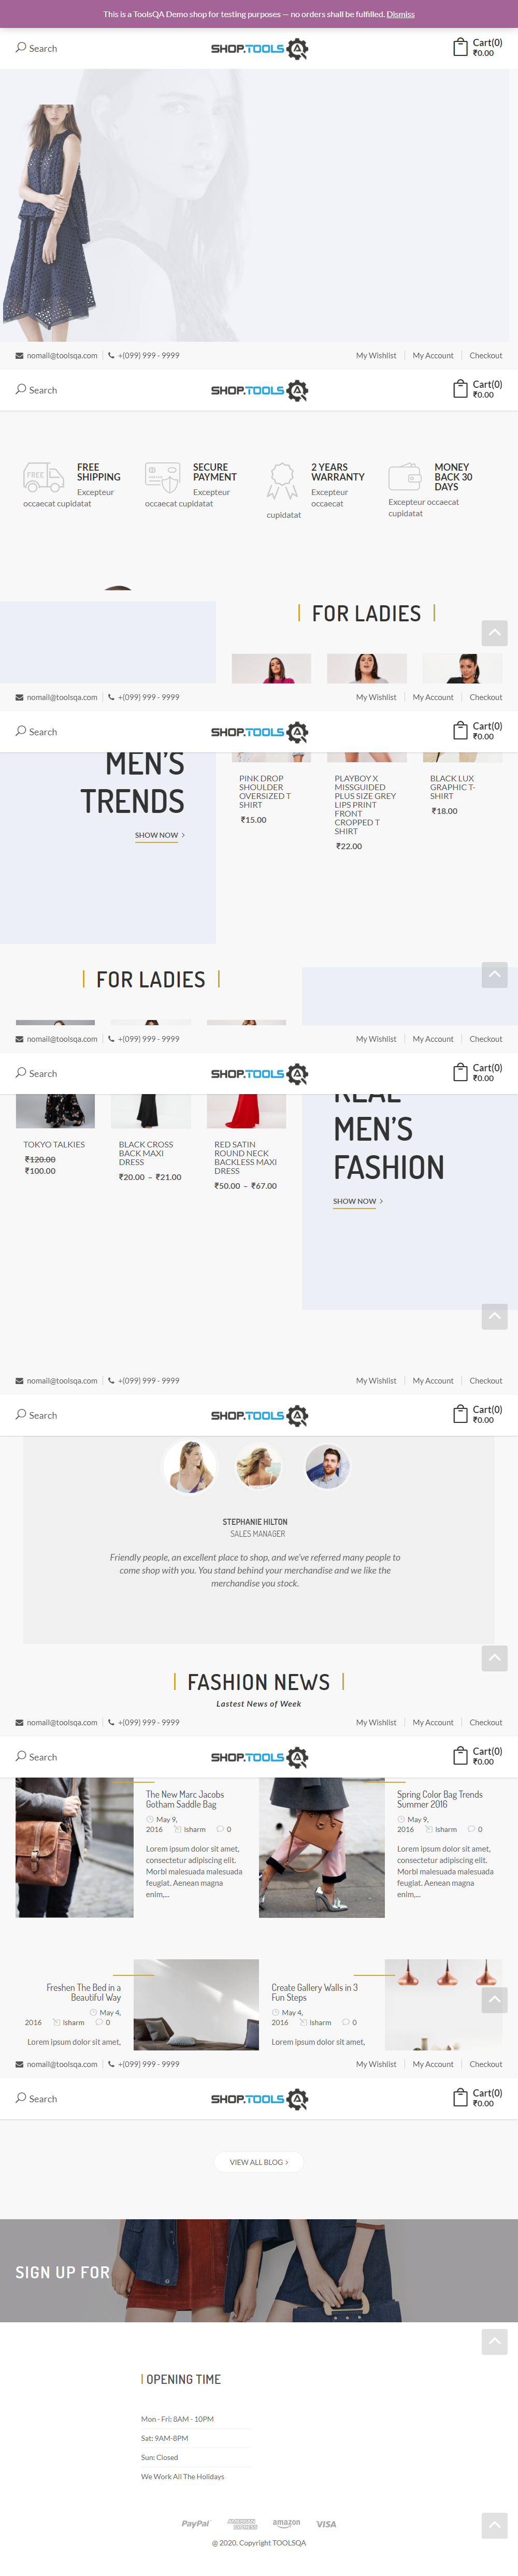 This is a ToolsQA Demo shop for testing purposes — no orders shall be fulfilled. Dismiss
Search
SHOP.TOOLS
Cart(0)
₹0.00
nomail@toolsqa.com
+(099) 999 - 9999
My Wishlist
My Account
Checkout
Search
SHOP.TOOLS
Cart(0)
₹0.00
FREE
FREE SHIPPING
Excepteur
occaecat cupidatat
SECURE PAYMENT
Excepteur
occaecat cupidatat
2 YEARS WARRANTY
Excepteur
occaecat
cupidatat
MONEY BACK 30 DAYS
Excepteur occaecat
cupidatat
FOR LADIES
nomail@toolsqa.com
+(099) 999 - 9999
My Wishlist
My Account
Checkout
Search
SHOP.TOOLS
Cart(0)
₹0.00
MEN'S
TRENDS
SHOW NOW
PINK DROP
SHOULDER
OVERSIZED T
SHIRT
₹15.00
PLAYBOY X
MISSGUIDED
PLUS SIZE GREY
LIPS PRINT
FRONT
CROPPED T
SHIRT
₹22.00
BLACK LUX
GRAPHIC T-
SHIRT
₹18.00
FOR LADIES
nomail@toolsqa.com
+(099) 999 - 9999
My Wishlist
My Account
Checkout
Search
SHOP.TOOLS
Cart(0)
₹0.00
TOKYO TALKIES
₹120.00
₹100.00
BLACK CROSS
BACK MAXI
DRESS
₹20.00 – ₹21.00
RED SATIN
ROUND NECK
BACKLESS MAXI
DRESS
₹50.00 – ₹67.00
REAL
MEN'S
FASHION
SHOW NOW
nomail@toolsqa.com
+(099) 999 - 9999
My Wishlist
My Account
Checkout
Search
SHOP.TOOLS
Cart(0)
₹0.00
STEPHANIE HILTON
SALES MANAGER
Friendly people, an excellent place to shop, and we've referred many people to
come shop with you. You stand behind your merchandise and we like the
merchandise you stock.
FASHION NEWS
Lastest News of Week
nomail@toolsqa.com
+(099) 999 - 9999
My Wishlist
My Account
Checkout
Search
SHOP.TOOLS
Cart(0)
₹0.00
The New Marc Jacobs
Gotham Saddle Bag
May 9,
2016 lsharm 0
Lorem ipsum dolor sit amet,
consectetur adipiscing elit.
Morbi malesuada malesuada
feugiat. Aenean magna
enim,...
Spring Color Bag Trends
Summer 2016
May 9,
2016 lsharm 0
Lorem ipsum dolor sit amet,
consectetur adipiscing elit.
Morbi malesuada malesuada
feugiat. Aenean magna
enim,...
Freshen The Bed in a
Beautiful Way
May 4,
2016 lsharm 0
Lorem ipsum dolor sit amet,
Create Gallery Walls in 3
Fun Steps
May 4,
2016 lsharm 0
Lorem ipsum dolor sit amet,
nomail@toolsqa.com
+(099) 999 - 9999
My Wishlist
My Account
Checkout
Search
SHOP.TOOLS
Cart(0)
₹0.00
VIEW ALL BLOG
SIGN UP FOR
OPENING TIME
Mon - Fri: 8AM - 10PM
Sat: 9AM-8PM
Sun: Closed
We Work All The Holidays
PayPal
AMERICAN EXPRESS
amazon
VISA
@ 2020. Copyright TOOLSQA